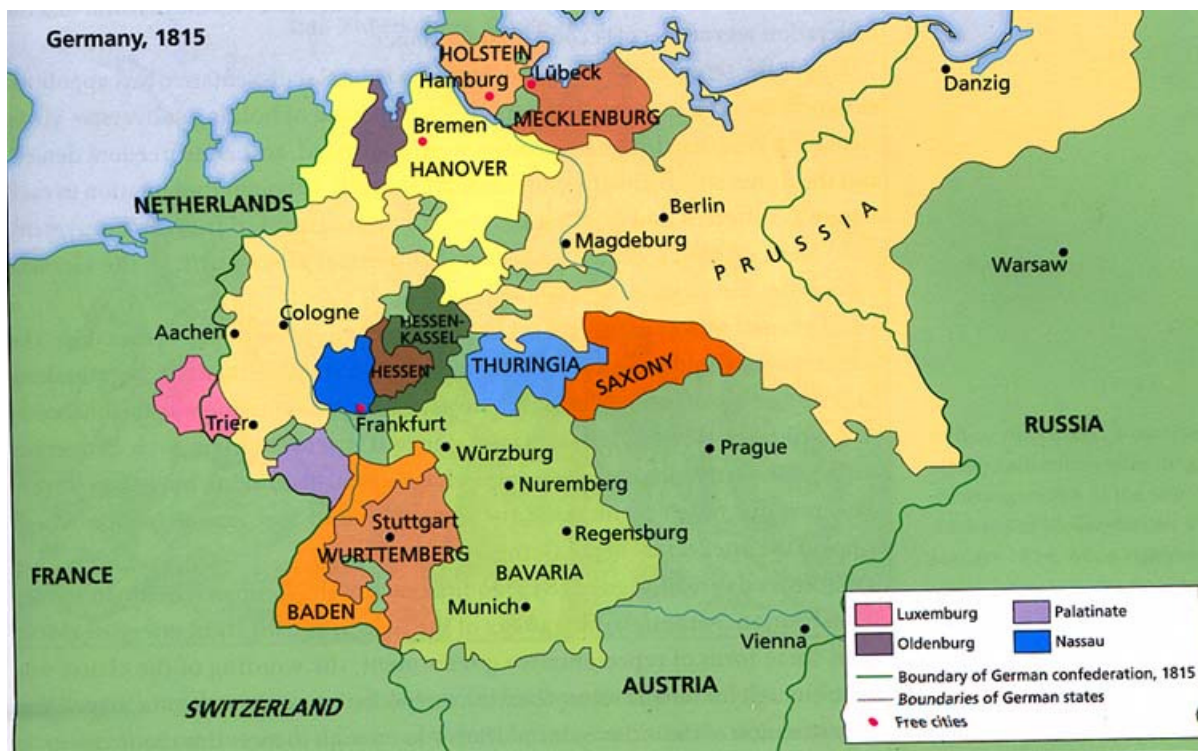 Germany, 1815
HOLSTEIN
Hamburg
Lübeck
Danzig
MECKLENBURG
Bremen
HANOVER
NETHERLANDS
Berlin
Magdeburg
PRUSSIA
Warsaw
Cologne
Aachen
HESSEN-
KASSEL
HESSEN
THURINGIA
SAXONY
Trier
Frankfurt
RUSSIA
Würzburg
Prague
Nuremberg
Stuttgart
Regensburg
WURTTEMBERG
FRANCE
BAVARIA
BADEN
Munich
Vienna
AUSTRIA
SWITZERLAND
Luxemburg
Palatinate
Oldenburg
Nassau
Boundary of German confederation, 1815
Boundaries of German states
Free cities